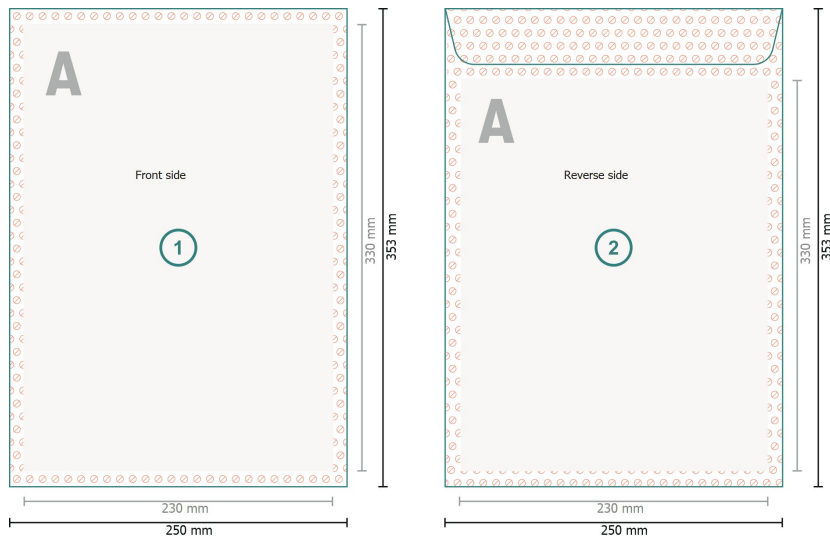 A
Front side
1
330 mm
353 mm
230 mm
250 mm
A
Reverse side
2
330 mm
353 mm
230 mm
250 mm